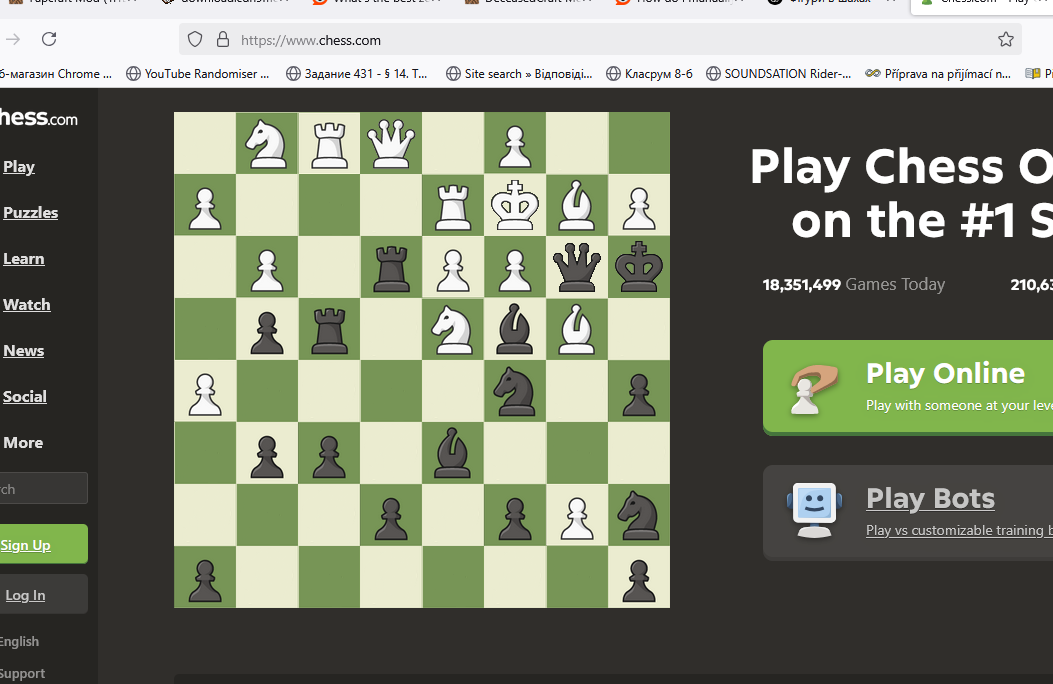 https://www.chess.com
YouTube Randomiser ...
Задание 431 - § 14. Т...
Site search » Відповіді...
Класрум 8-б
SOUNDSATION Rider-...
Příprava na přijímací n...
б-магазин Chrome ...
hess.com
Play
Puzzles
Learn
Watch
News
Social
More
rch
Sign Up
Log In
English
Support
Play Chess O
on the #1 S
18,351,499 Games Today
210,63
Play Online
Play with someone at your leve
Play Bots
Play vs customizable training b